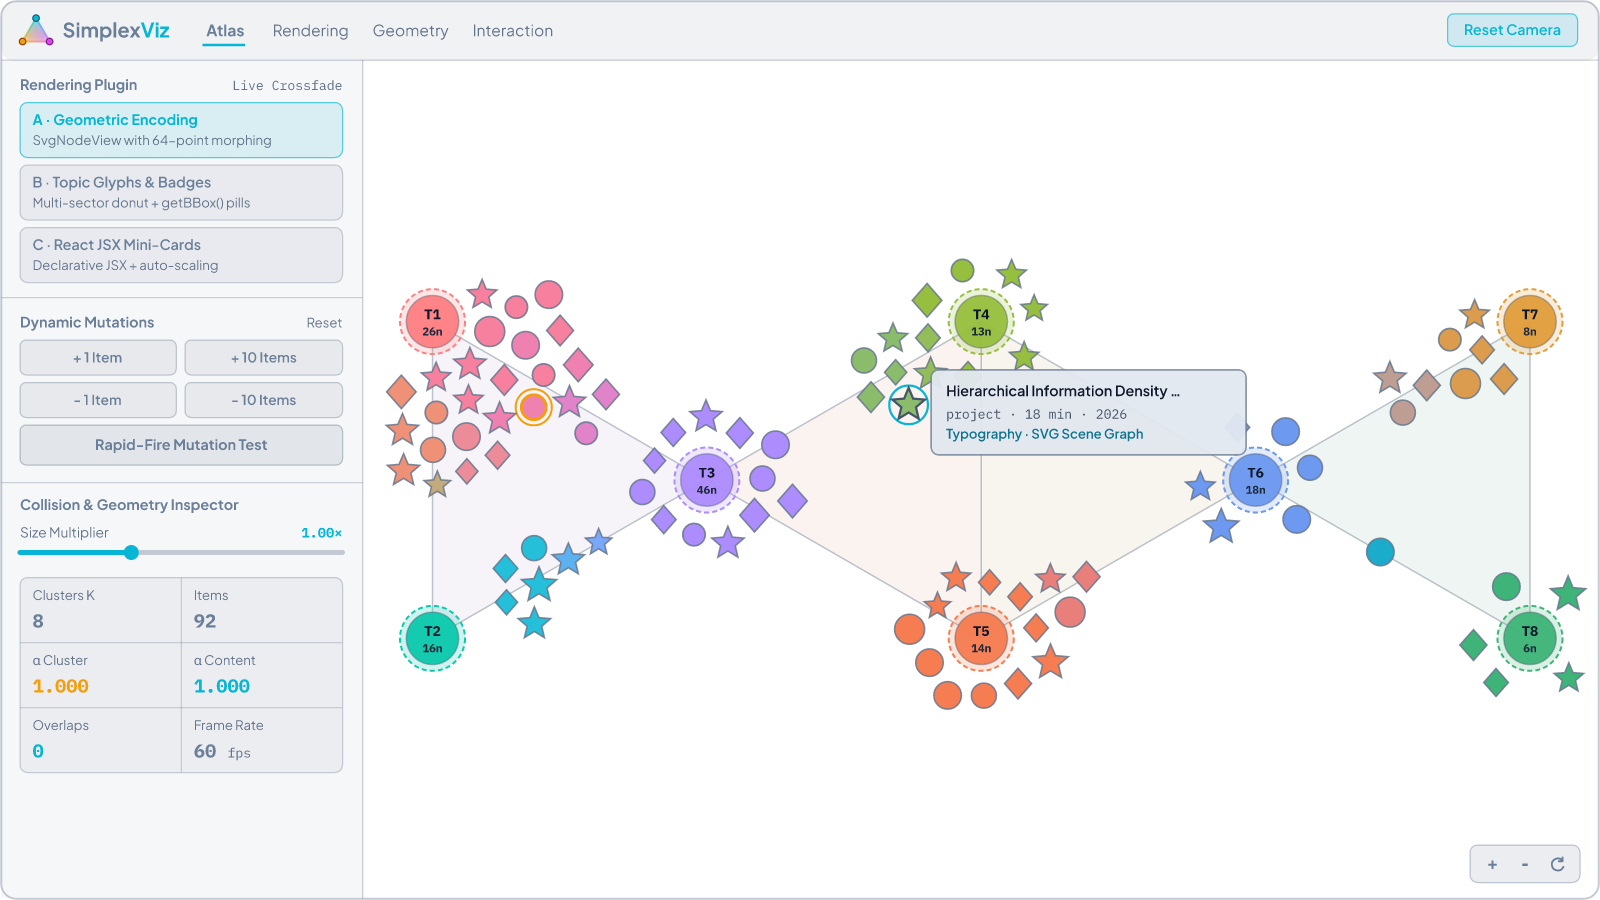 SimplexViz
Atlas
Rendering
Geometry
Interaction
Reset Camera
Rendering Plugin
Live Crossfade
A · Geometric Encoding
SvgNodeView with 64-point morphing
B · Topic Glyphs & Badges
Multi-sector donut + getBBox() pills
C · React JSX Mini-Cards
Declarative JSX + auto-scaling
Dynamic Mutations
Reset
+ 1 Item
+ 10 Items
- 1 Item
- 10 Items
Rapid-Fire Mutation Test
Collision & Geometry Inspector
Size Multiplier
1.00×
Clusters K
8
Items
92
α Cluster
1.000
α Content
1.000
Overlaps
0
Frame Rate
60 fps
T1
26n
T4
13n
T7
8n
Hierarchical Information Density ...
project · 18 min · 2026
Typography · SVG Scene Graph
T3
46n
T6
18n
T2
16n
T5
14n
T8
6n
+
-